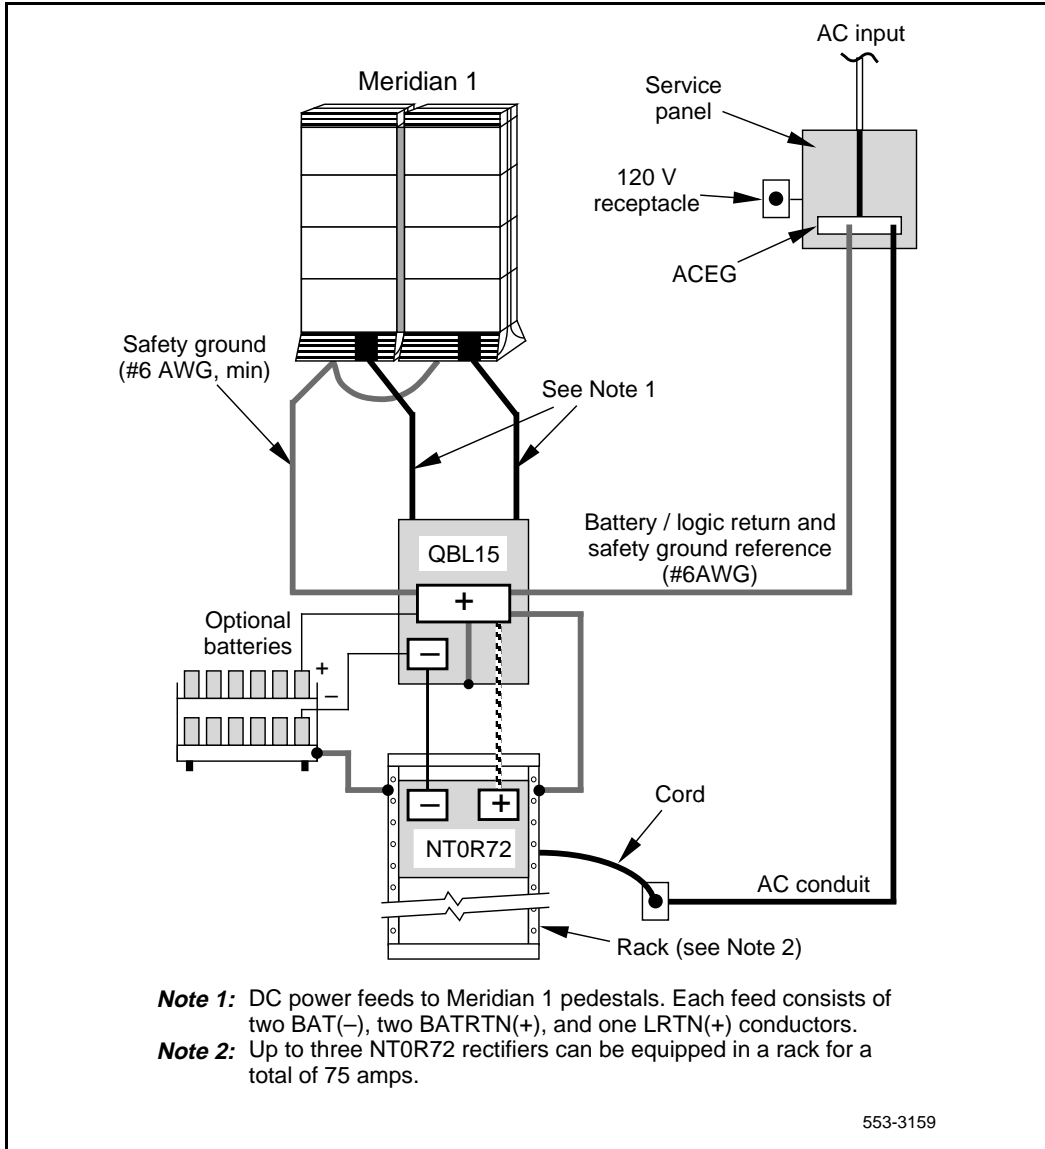 AC input
Meridian 1
Service
panel
120 V
receptacle
ACEG
Safety ground
(#6 AWG, min)
See Note 1
Battery / logic return and
safety ground reference
(#6AWG)
QBL15
+
–
Optional
batteries
+
–
–
+
NT0R72
Cord
AC conduit
Rack (see Note 2)
Note 1: DC power feeds to Meridian 1 pedestals. Each feed consists of
two BAT(–), two BATRTN(+), and one LRTN(+) conductors.
Note 2: Up to three NT0R72 rectifiers can be equipped in a rack for a
total of 75 amps.
553-3159